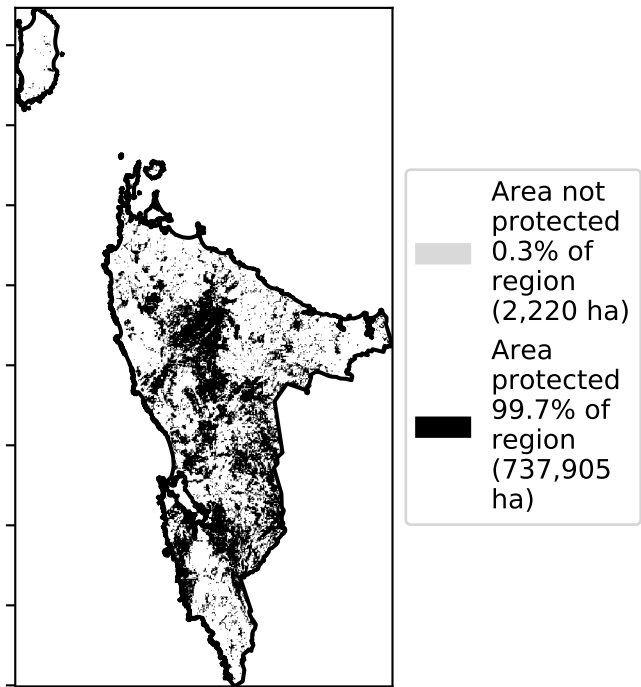 Area not
protected
0.3% of
region
(2,220 ha)
Area
protected
99.7% of
region
(737,905
ha)